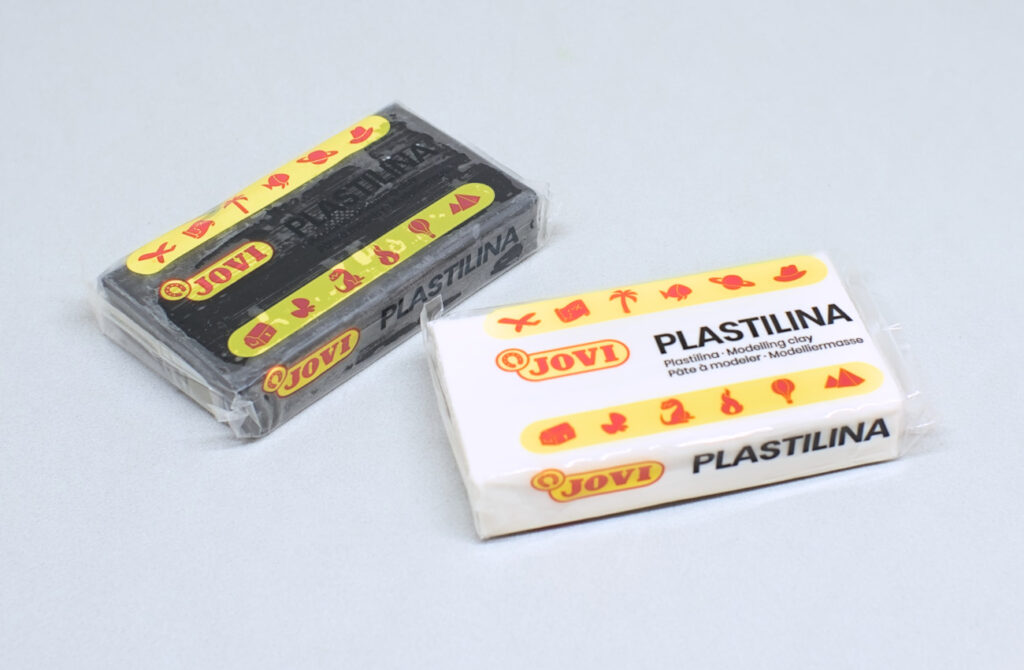 PLASTILINA
JOVI
PLASTILINA
JOVI
JOVI
PLASTILINA
Plastilina · Modelling clay
Pâte à modeler · Modelliermasse
JOVI
PLASTILINA